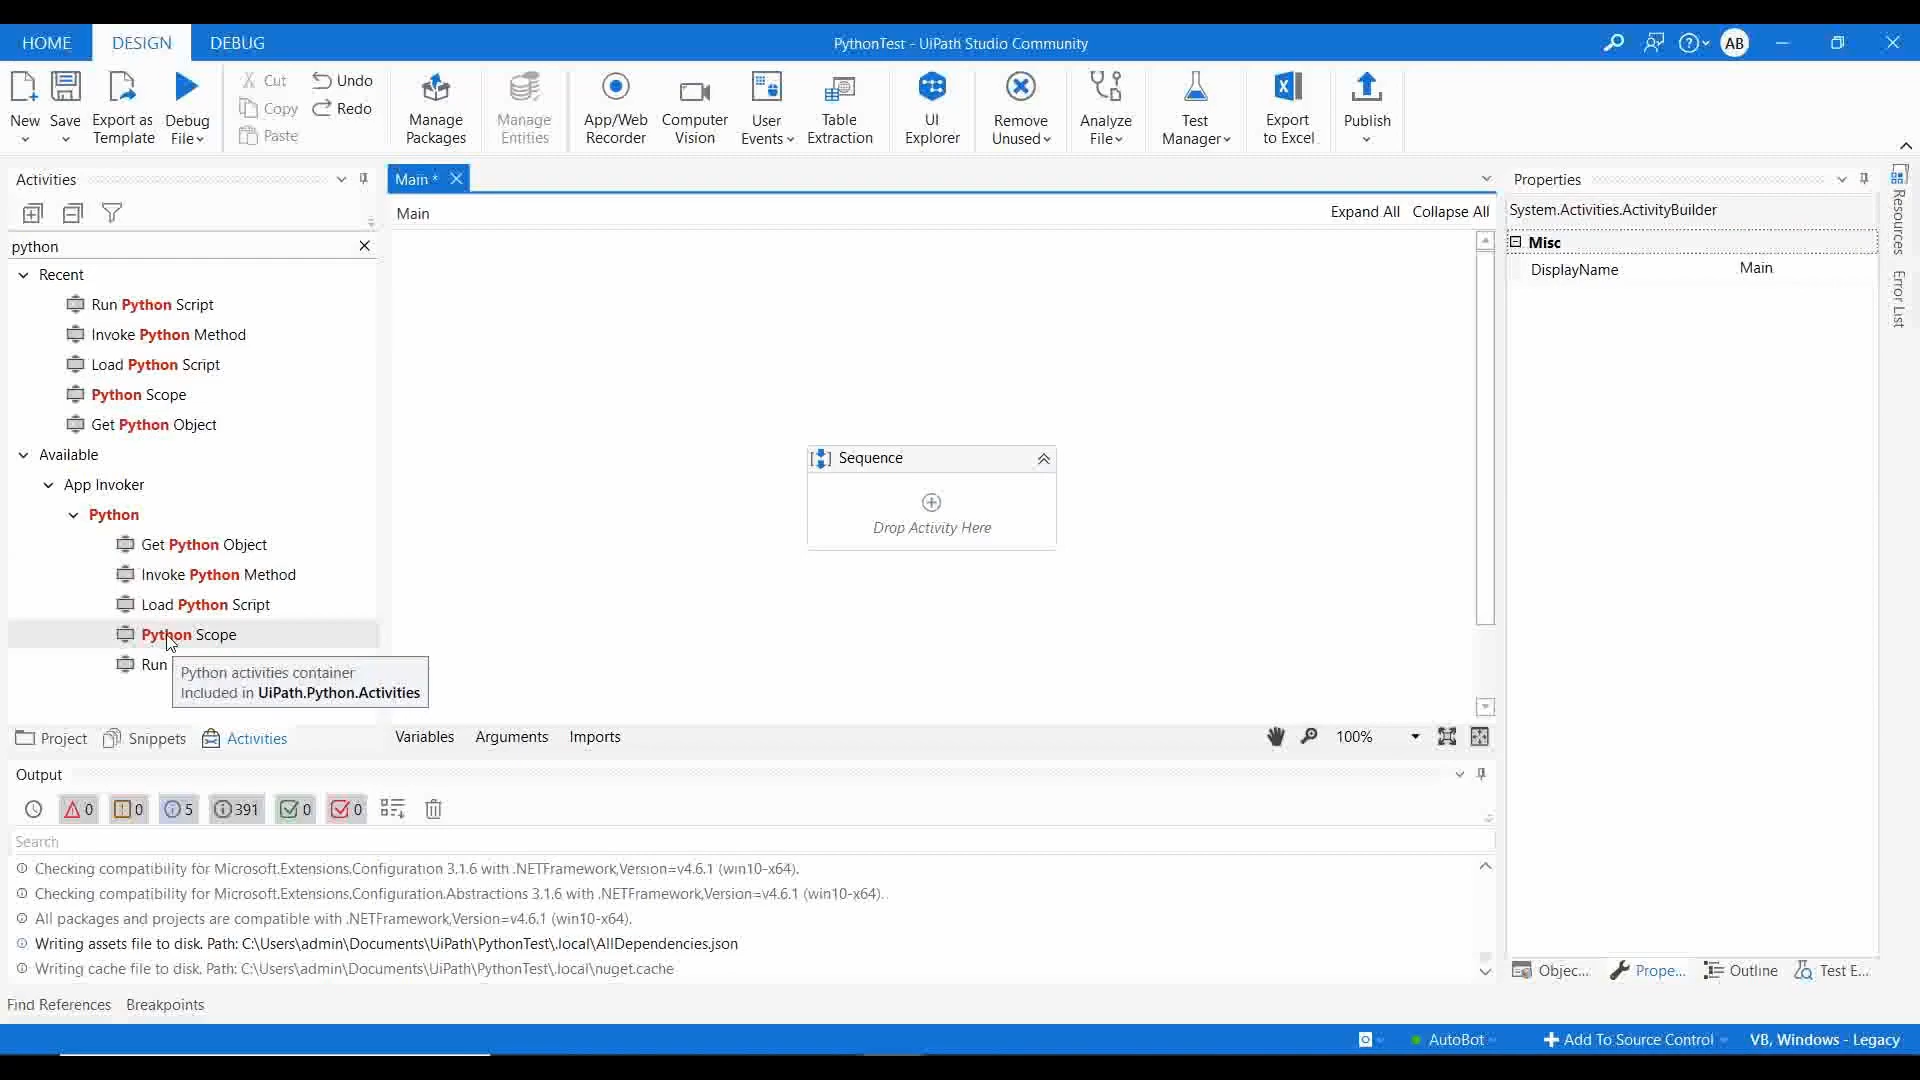 HOME DESIGN DEBUG PythonTest - UiPath Studio Community AB
New Save Export as Template Debug File Cut Copy Paste Undo Redo Manage Packages Manage Entities App/Web Recorder Computer Vision User Events Table Extraction UI Explorer Remove Unused Analyze File Test Manager Export to Excel Publish
Activities
python
Recent
Run Python Script
Invoke Python Method
Load Python Script
Python Scope
Get Python Object
Available
App Invoker
Python
Get Python Object
Invoke Python Method
Load Python Script
Python Scope
Run
Python activities container
Included in UiPath.Python.Activities
Project Snippets Activities
Main *
Main Expand All Collapse All
Sequence
Drop Activity Here
Variables Arguments Imports 100%
Properties
System.Activities.ActivityBuilder
Misc
DisplayName Main
Resources
Error List
Output
0 0 5 391 0 0
Search
Checking compatibility for Microsoft.Extensions.Configuration 3.1.6 with .NETFramework,Version=v4.6.1 (win10-x64).
Checking compatibility for Microsoft.Extensions.Configuration.Abstractions 3.1.6 with .NETFramework,Version=v4.6.1 (win10-x64).
All packages and projects are compatible with .NETFramework,Version=v4.6.1 (win10-x64).
Writing assets file to disk. Path: C:\Users\admin\Documents\UiPath\PythonTest\.local\AllDependencies.json
Writing cache file to disk. Path: C:\Users\admin\Documents\UiPath\PythonTest\.local\nuget.cache
Objec... Prope... Outline Test E...
Find References Breakpoints
AutoBot Add To Source Control VB, Windows - Legacy